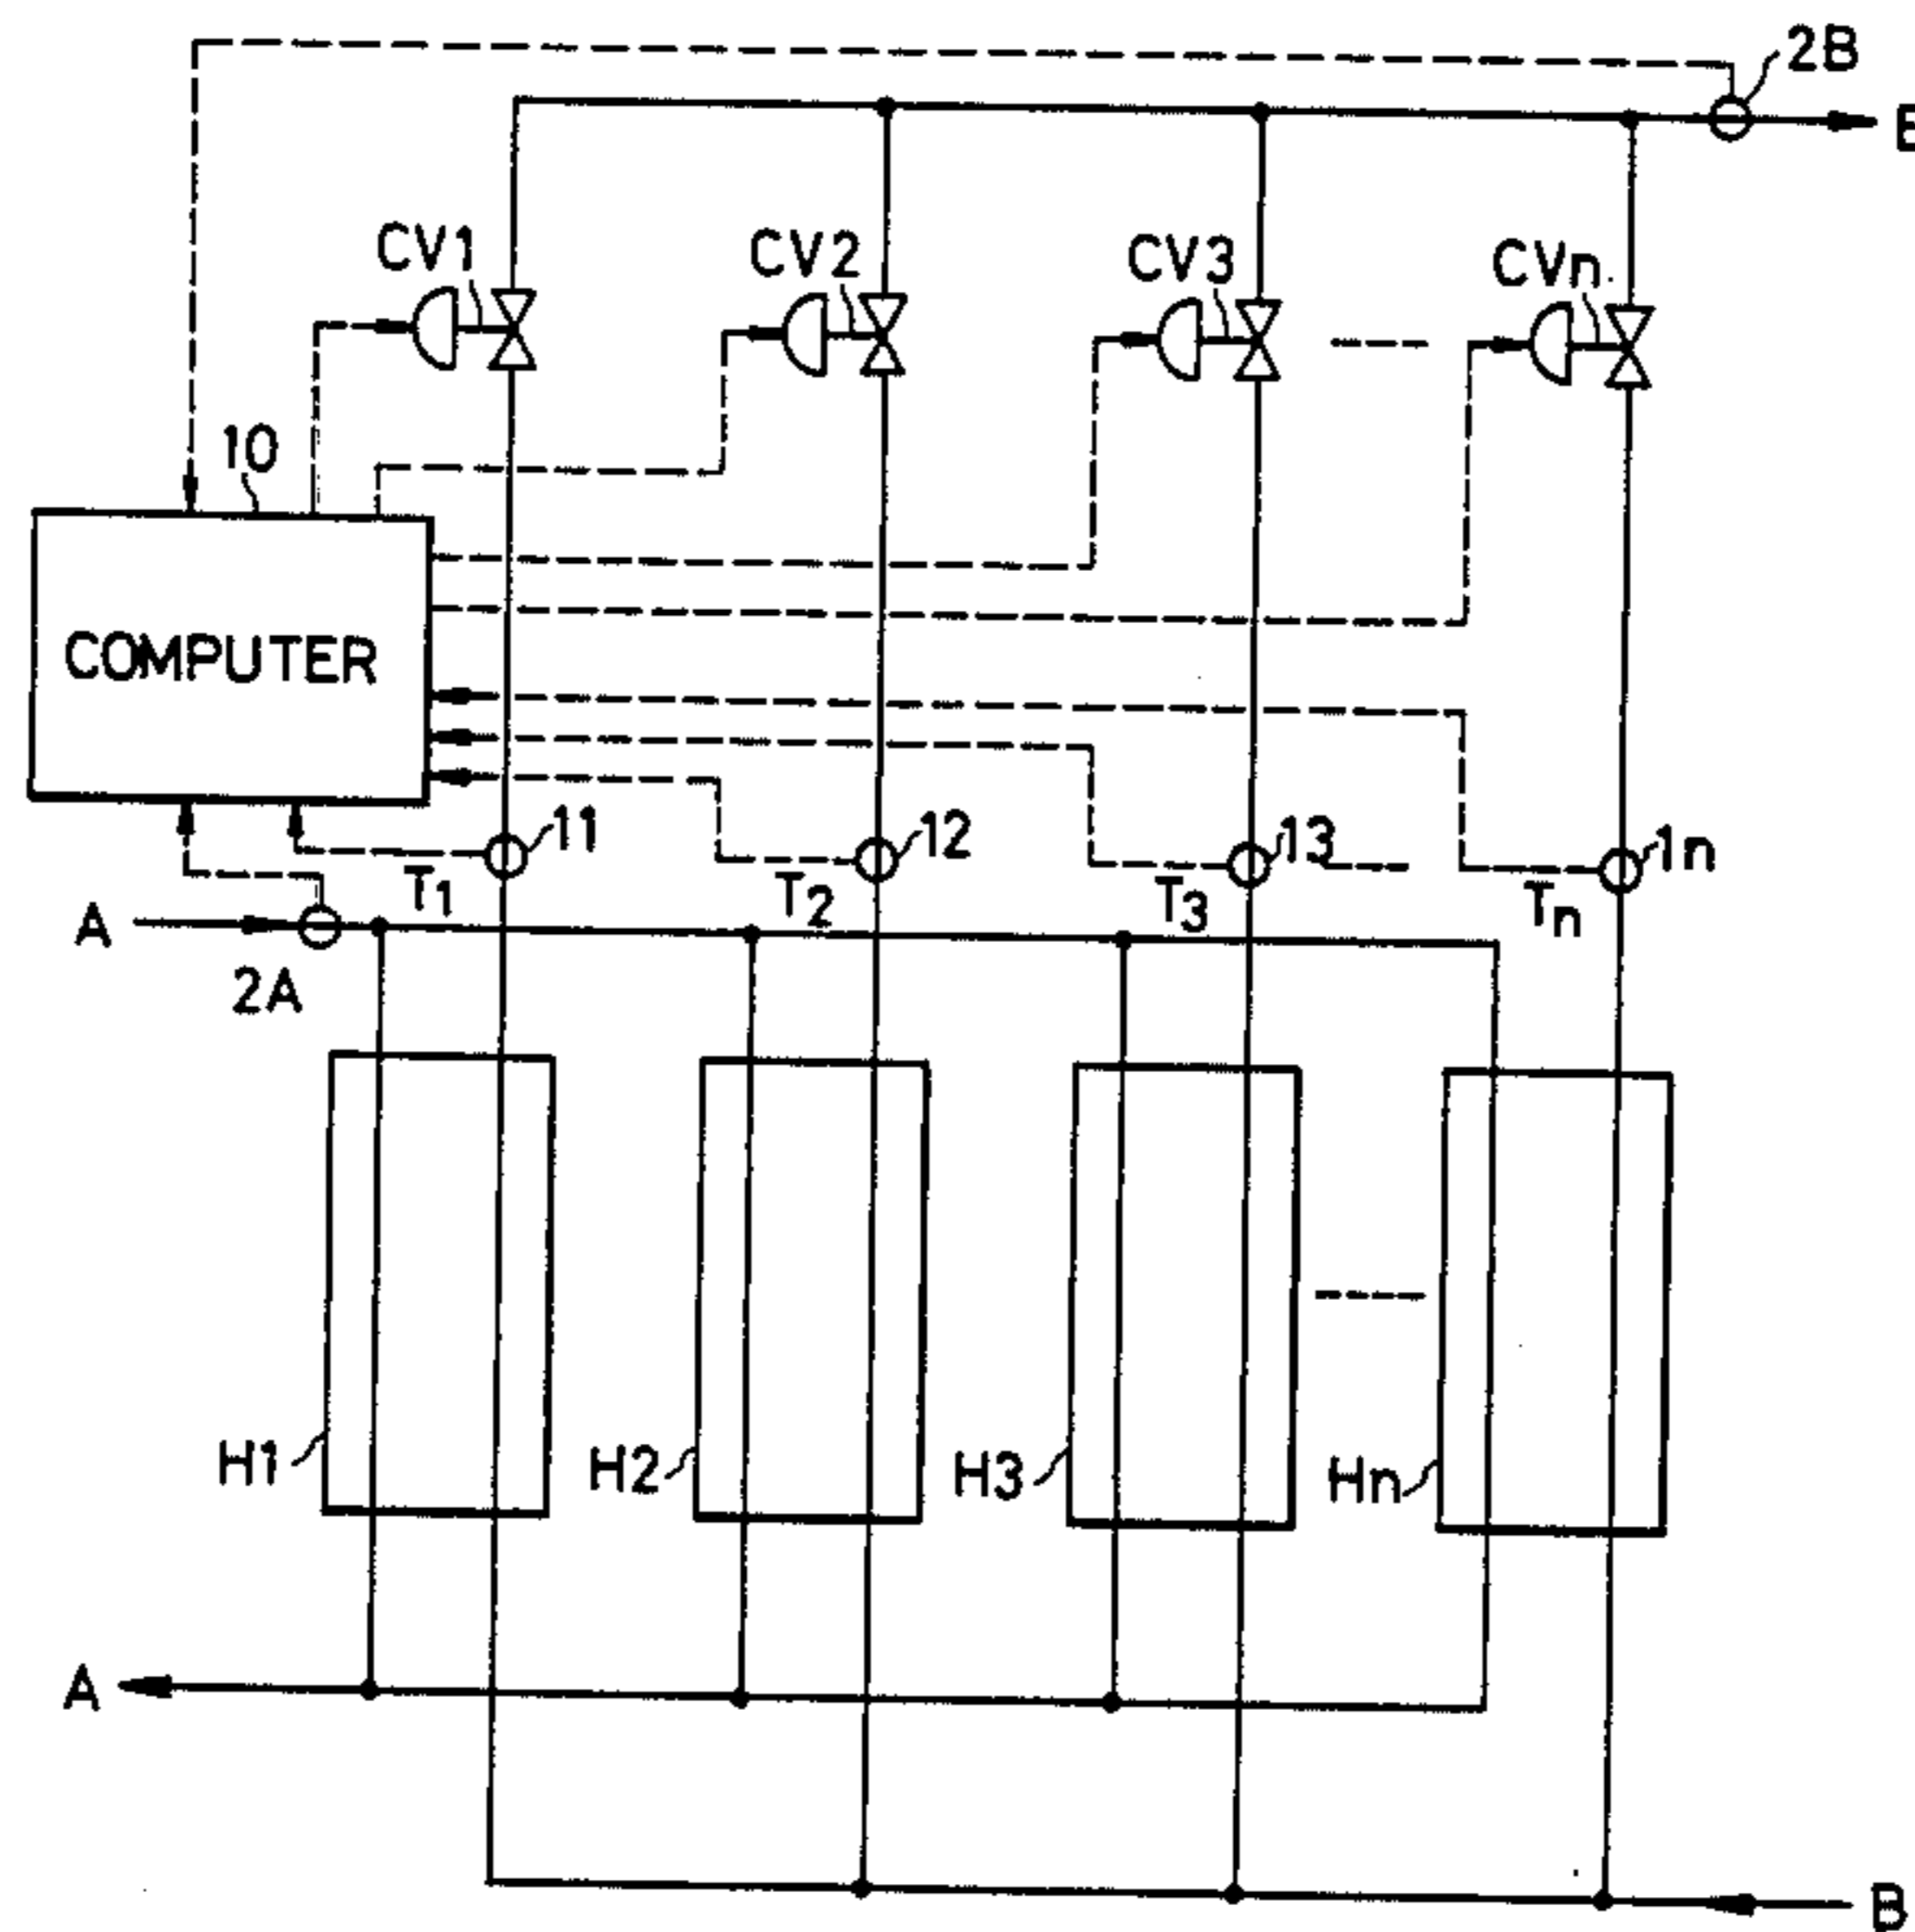 2B
B
CV1
CV2
CV3
CVn
10
COMPUTER
11
12
13
1n
T1
T2
T3
Tn
A
2A
H1
H2
H3
Hn
A
B